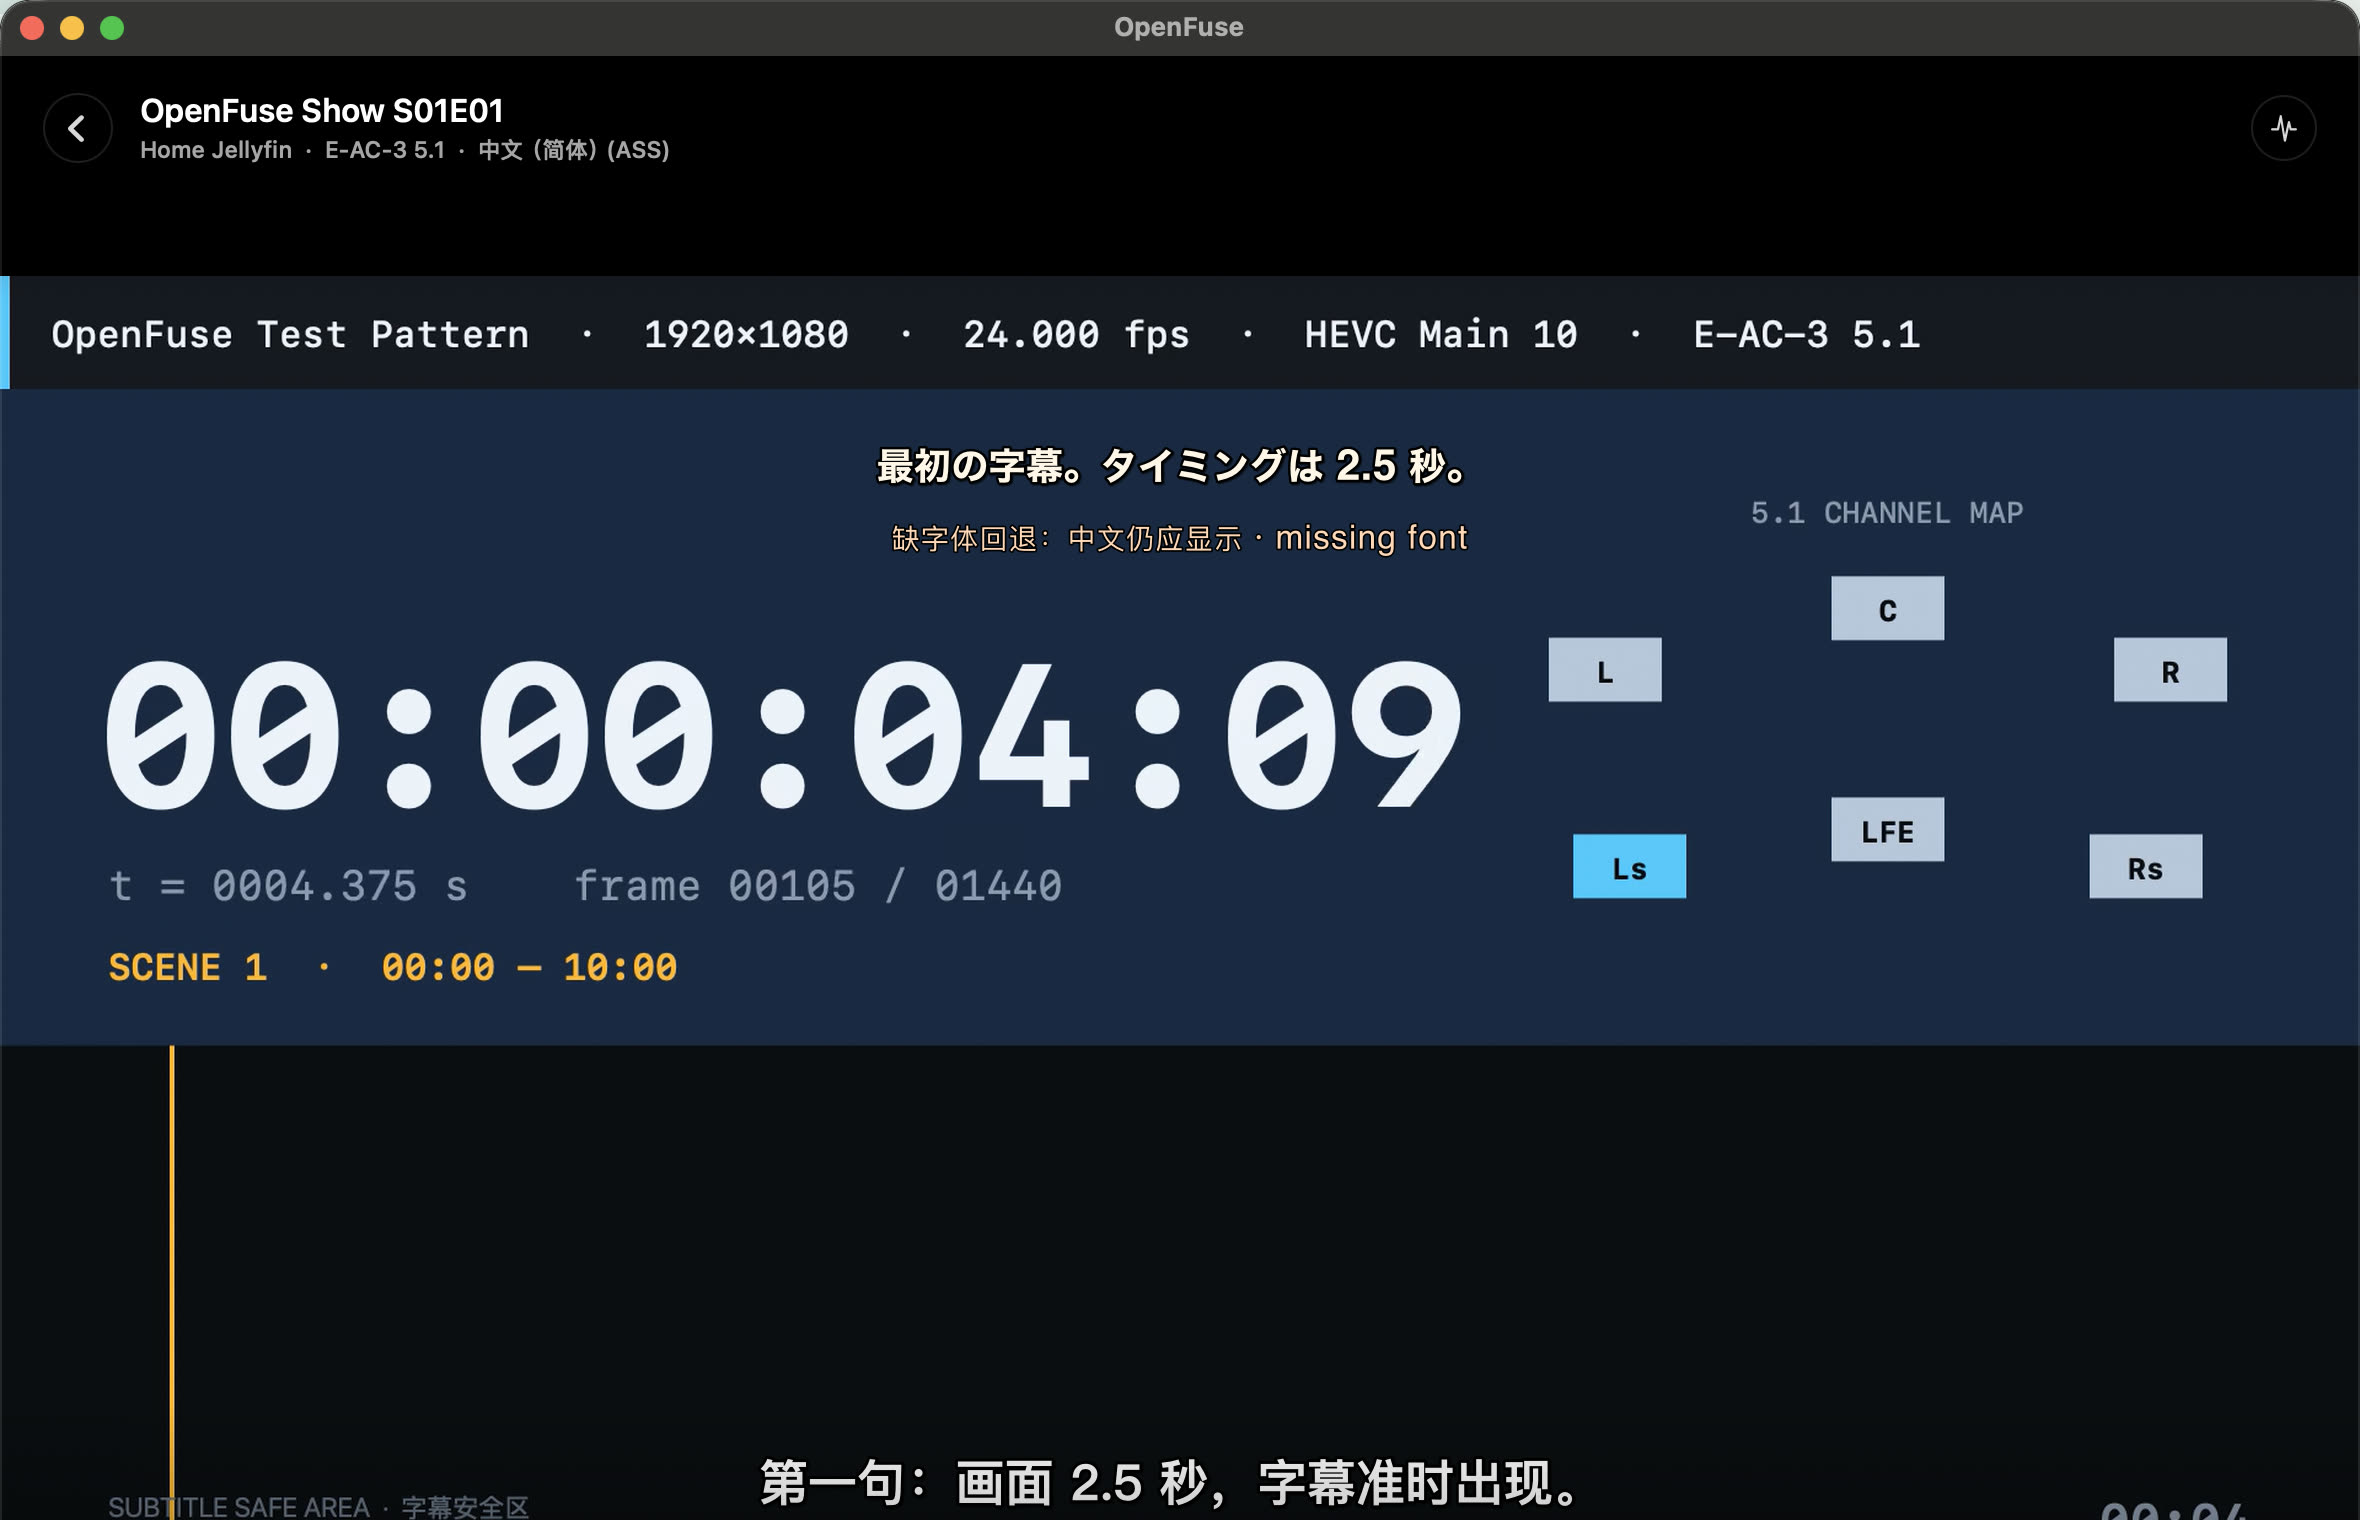 OpenFuse
OpenFuse Show S01E01
Home Jellyfin · E-AC-3 5.1 · 中文（简体）(ASS)
OpenFuse Test Pattern · 1920×1080 · 24.000 fps · HEVC Main 10 · E–AC–3 5.1
最初の字幕。タイミングは 2.5 秒。
缺字体回退：中文仍应显示 · missing font
5.1 CHANNEL MAP
C
L
R
00:00:04:09
LFE
Ls
Rs
t = 0004.375 s frame 00105 / 01440
SCENE 1 · 00:00 – 10:00
第一句：画面 2.5 秒，字幕准时出现。
SUBTITLE SAFE AREA · 字幕安全区
00:04